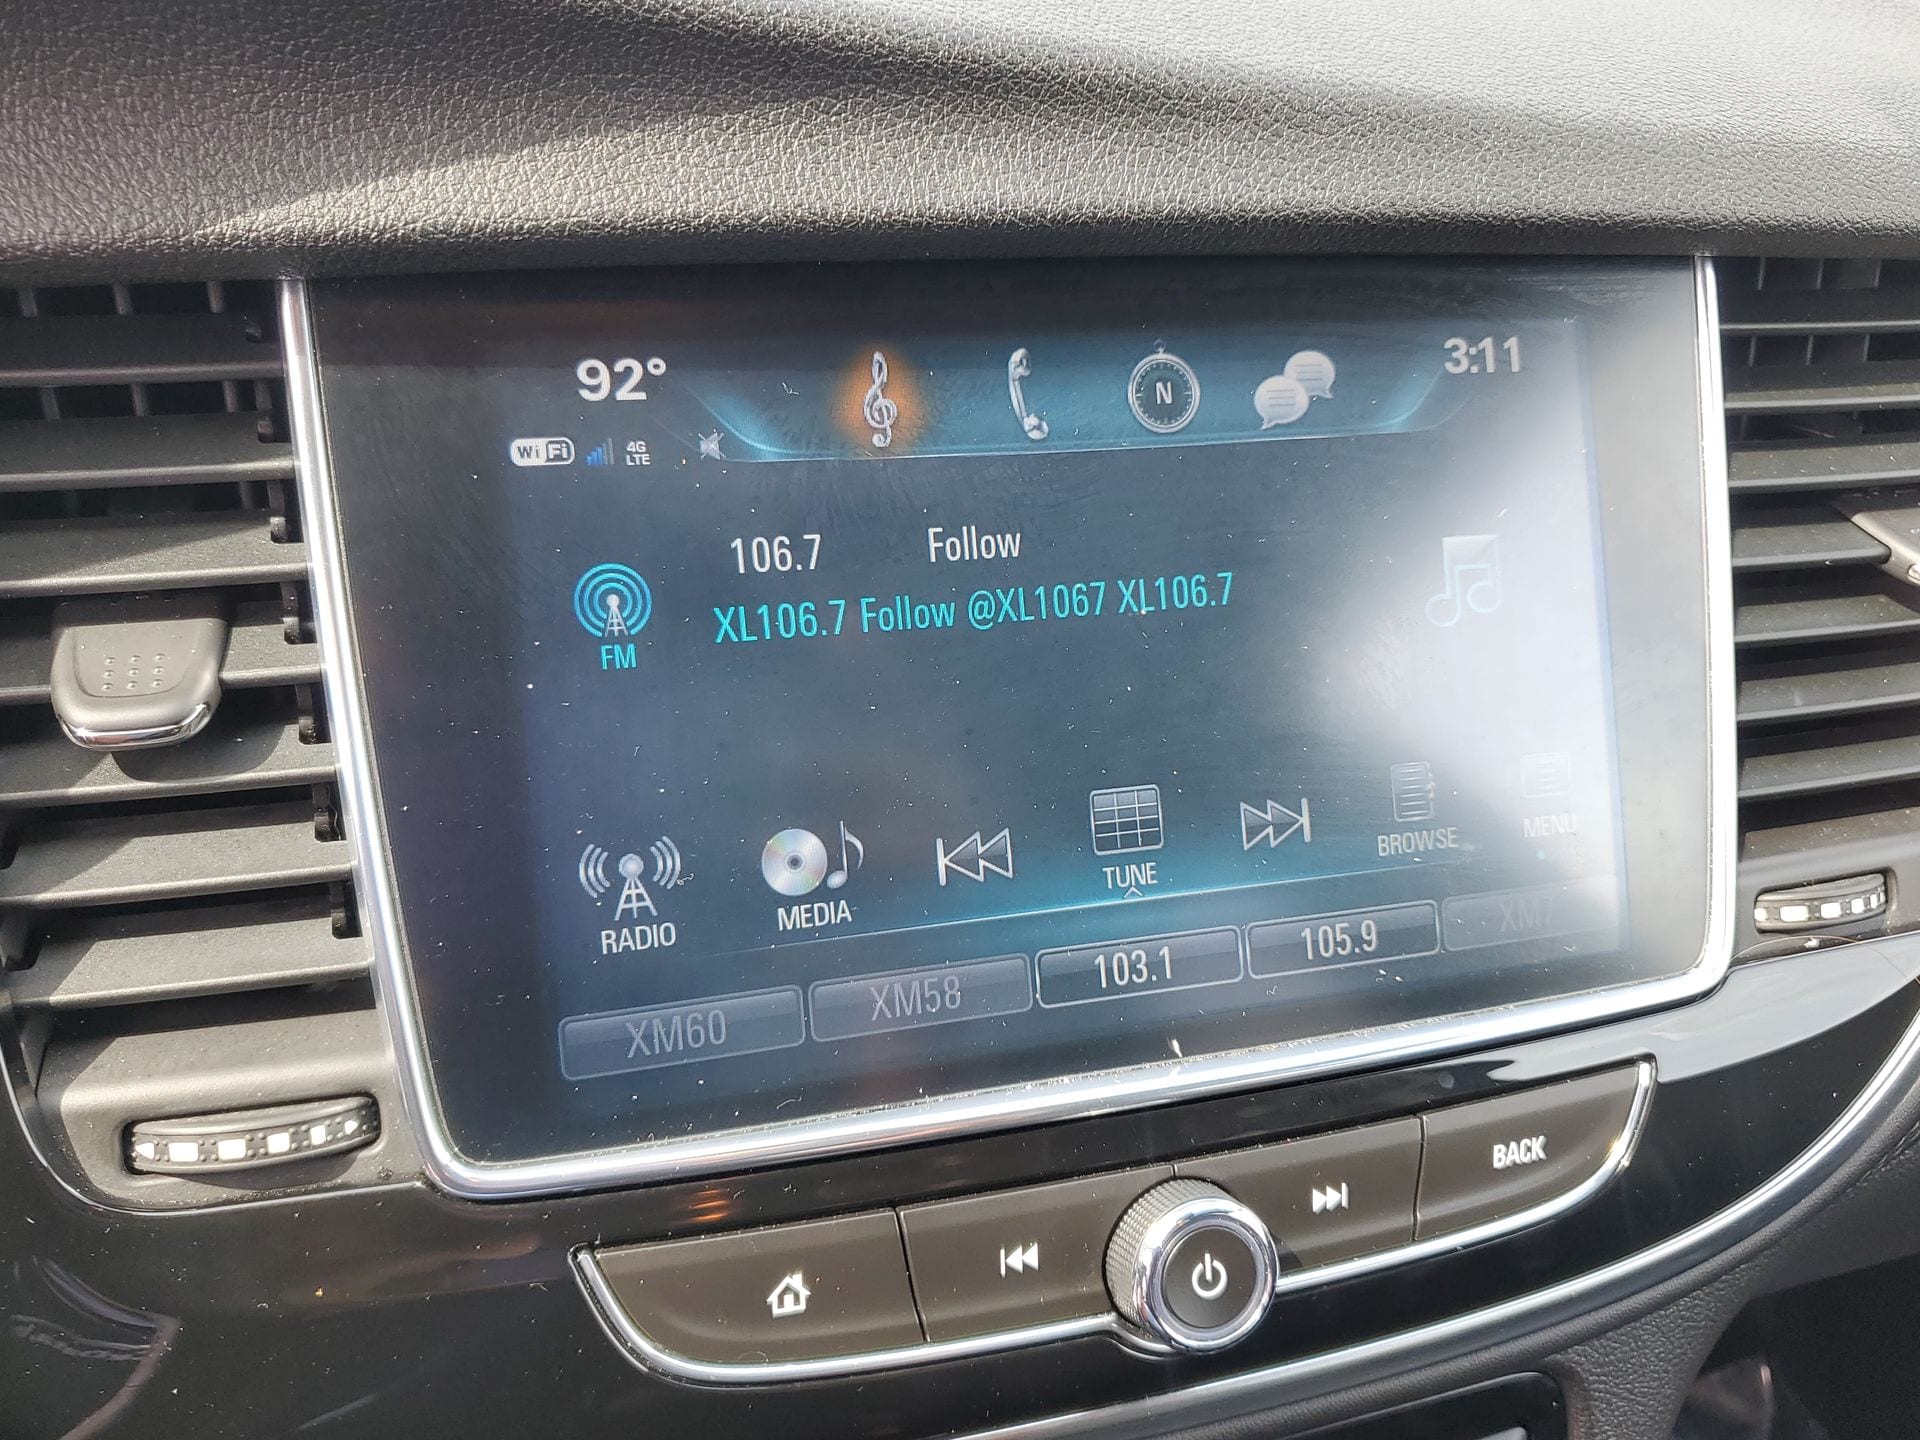 92°
3:11
WiFi
4G
LTE
N
106.7 Follow
XL106.7 Follow @XL1067 XL106.7
FM
RADIO
MEDIA
TUNE
BROWSE
MENU
XM60
XM58
103.1
105.9
BACK